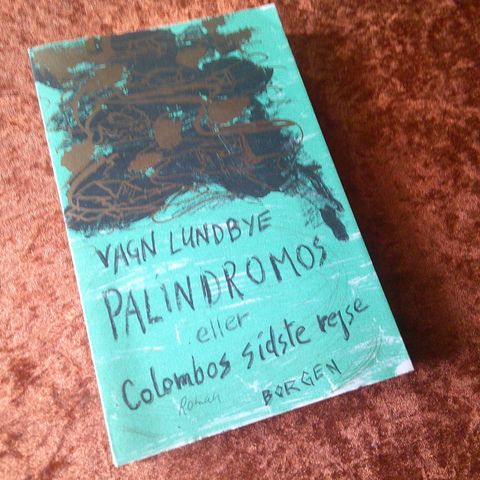 VAGN LUNDBYE
PALINDROMOS
eller
Colombos sidste rejse
Roman
BORGEN